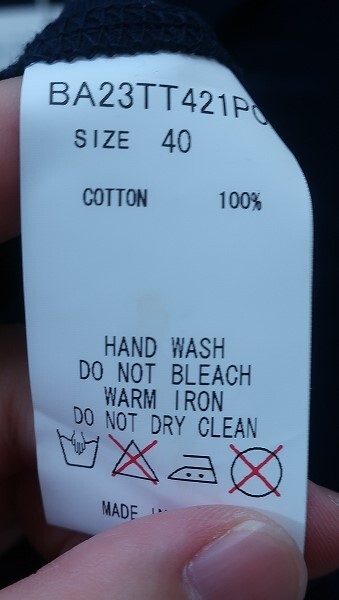 BA23TT421PC
SIZE 40
COTTON 100%
HAND WASH
DO NOT BLEACH
WARM IRON
DO NOT DRY CLEAN
MADE